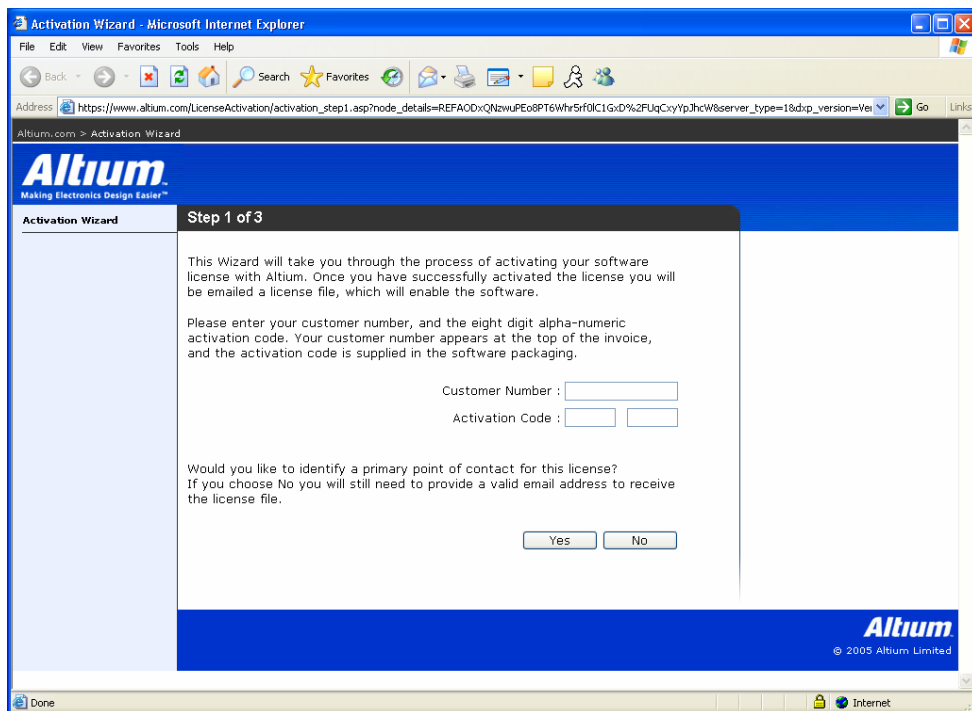 Activation Wizard - Microsoft Internet Explorer
File Edit View Favorites Tools Help
Back Search Favorites
Address https://www.altium.com/LicenseActivation/activation_step1.asp?node_details=REFAODxQNzwuPEo8PT6Whr5rf0lC1GxD%2FUqCxyYpJhcW&server_type=1&dxp_version=Ver Go Links
Altium.com > Activation Wizard
Altium
Making Electronics Design Easier™
Activation Wizard
Step 1 of 3
This Wizard will take you through the process of activating your software
license with Altium. Once you have successfully activated the license you will
be emailed a license file, which will enable the software.
Please enter your customer number, and the eight digit alpha-numeric
activation code. Your customer number appears at the top of the invoice,
and the activation code is supplied in the software packaging.
Customer Number :
Activation Code :
Would you like to identify a primary point of contact for this license?
If you choose No you will still need to provide a valid email address to receive
the license file.
Yes No
Altium
© 2005 Altium Limited
Done Internet